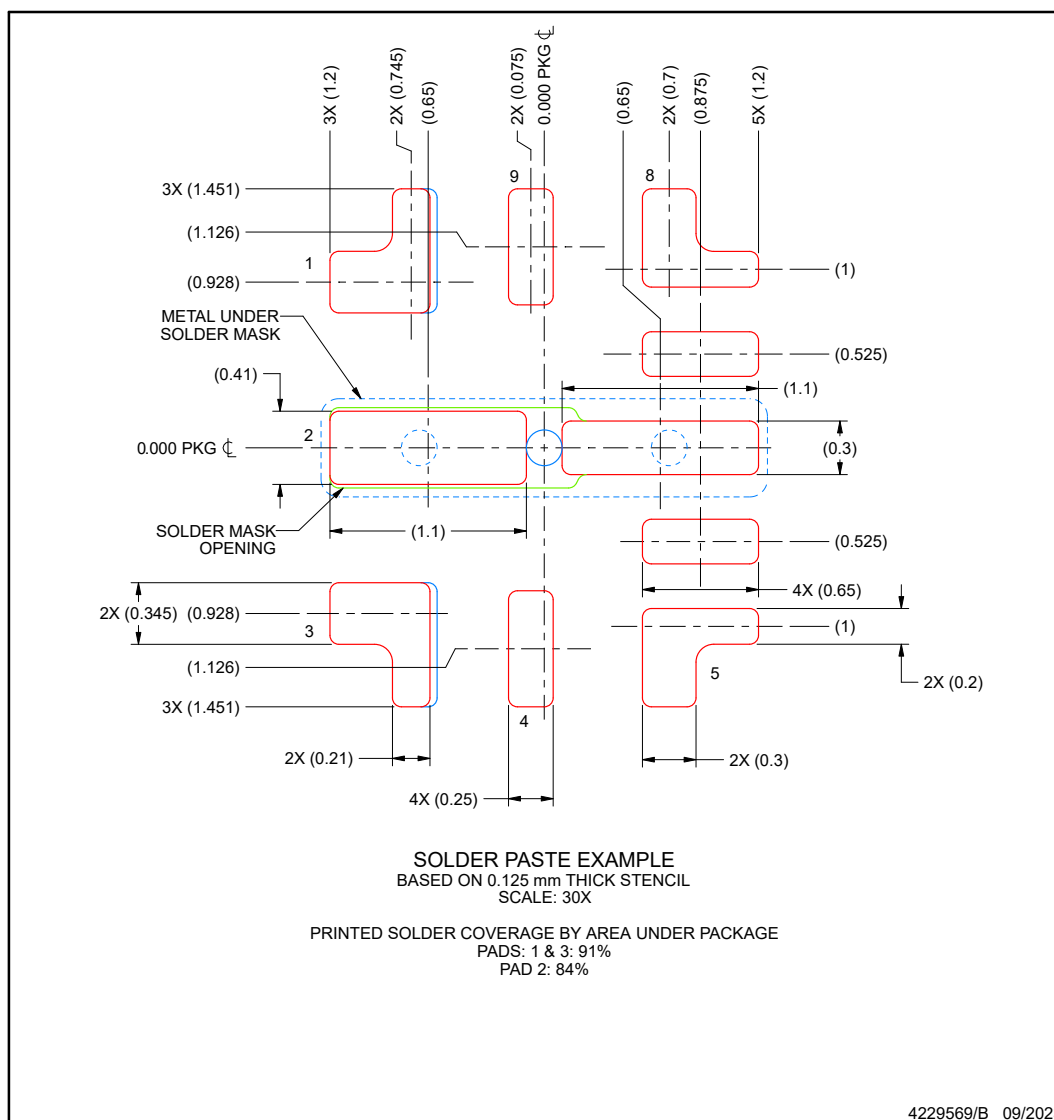 3X (1.2)
2X (0.745)
(0.65)
2X (0.075)
0.000 PKG ℄
(0.65)
2X (0.7)
(0.875)
5X (1.2)
3X (1.451)
9
8
(1.126)
1
(0.928)
(1)
METAL UNDER
SOLDER MASK
(0.525)
(0.41)
(1.1)
2
0.000 PKG ℄
(0.3)
SOLDER MASK
OPENING
(1.1)
(0.525)
4X (0.65)
2X (0.345)
(0.928)
3
(1)
(1.126)
5
2X (0.2)
3X (1.451)
4
2X (0.21)
2X (0.3)
4X (0.25)
SOLDER PASTE EXAMPLE
BASED ON 0.125 mm THICK STENCIL
SCALE: 30X
PRINTED SOLDER COVERAGE BY AREA UNDER PACKAGE
PADS: 1 & 3: 91%
PAD 2: 84%
4229569/B 09/202